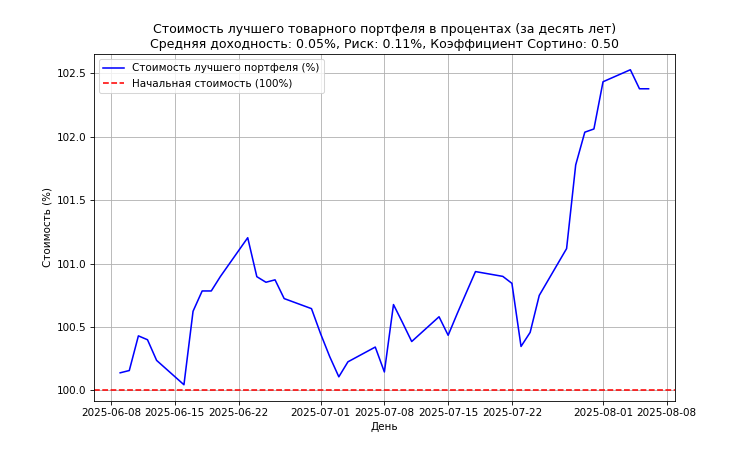 Стоимость лучшего товарного портфеля в процентах (за десять лет)
Средняя доходность: 0.05%, Риск: 0.11%, Коэффициент Сортино: 0.50
Стоимость лучшего портфеля (%)
Начальная стоимость (100%)
Стоимость (%)
102.5
102.0
101.5
101.0
100.5
100.0
2025-06-08 2025-06-15 2025-06-22 2025-07-01 2025-07-08 2025-07-15 2025-07-22 2025-08-01 2025-08-08
День